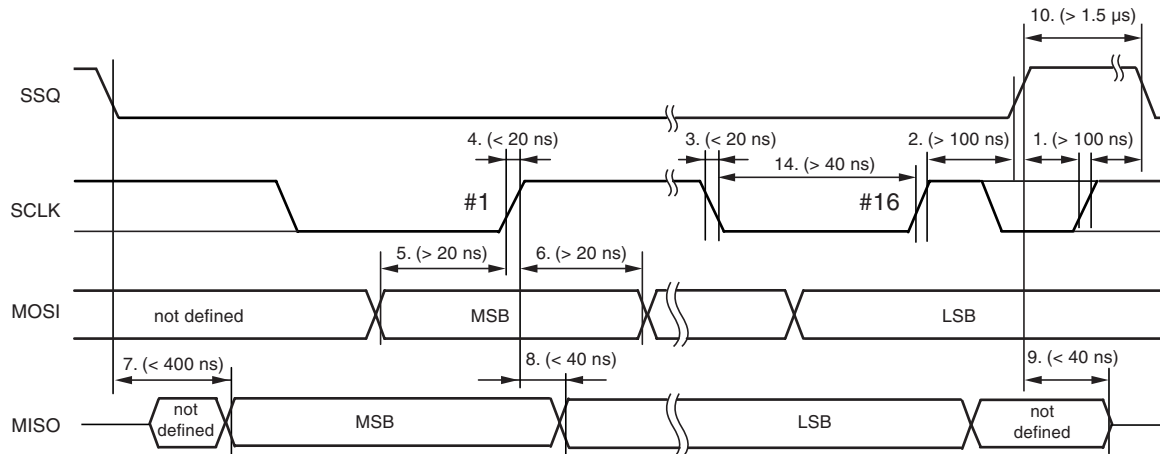 10. (> 1.5 µs)
SSQ
4. (< 20 ns)
3. (< 20 ns)
2. (> 100 ns)
1. (> 100 ns)
14. (> 40 ns)
SCLK
#1
#16
5. (> 20 ns)
6. (> 20 ns)
MOSI
not defined
MSB
LSB
7. (< 400 ns)
8. (< 40 ns)
9. (< 40 ns)
MISO
not
defined
MSB
LSB
not
defined